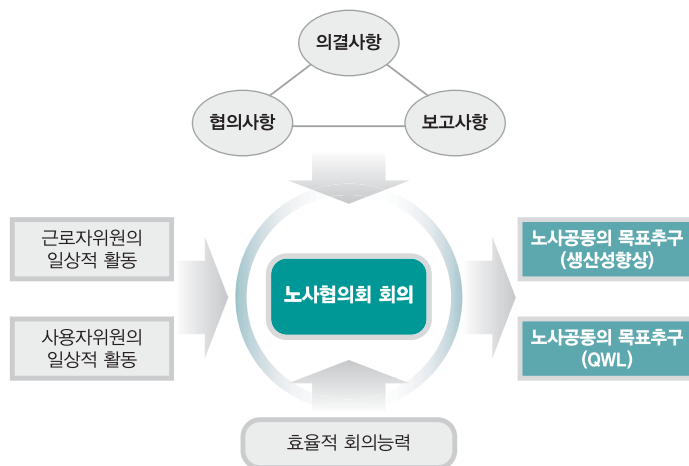 의결사항
협의사항
보고사항
근로자위원의
일상적 활동
사용자위원의
일상적 활동
노사협의회 회의
노사공동의 목표추구
(생산성향상)
노사공동의 목표추구
(QWL)
효율적 회의능력